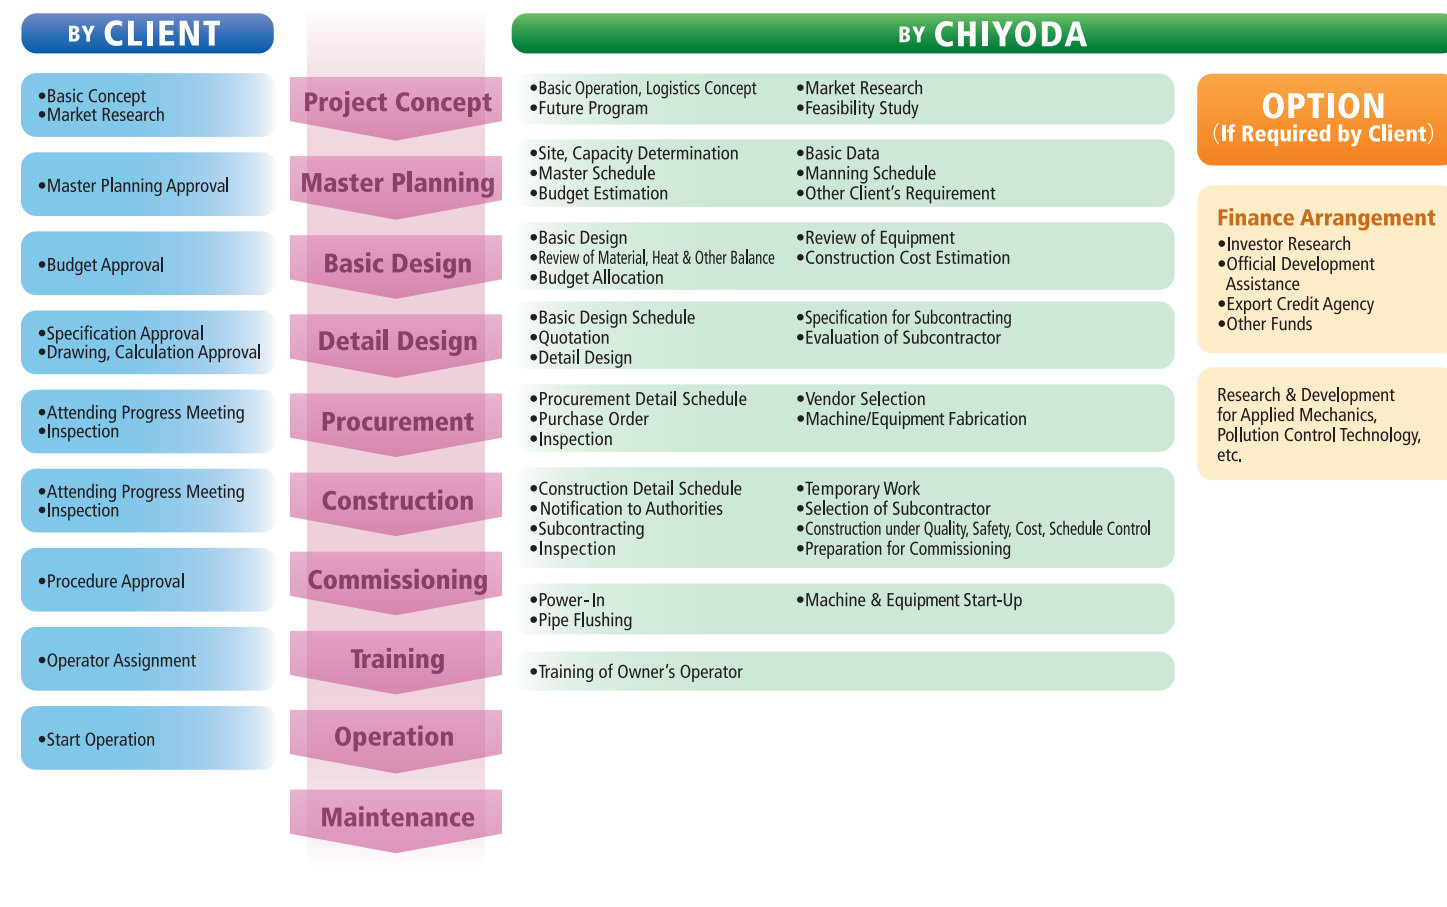 BY CLIENT
•Basic Concept
•Market Research
•Master Planning Approval
•Budget Approval
•Specification Approval
•Drawing, Calculation Approval
•Attending Progress Meeting
•Inspection
•Attending Progress Meeting
•Inspection
•Procedure Approval
•Operator Assignment
•Start Operation
Project Concept
Master Planning
Basic Design
Detail Design
Procurement
Construction
Commissioning
Training
Operation
Maintenance
BY CHIYODA
•Basic Operation, Logistics Concept
•Future Program
•Market Research
•Feasibility Study
•Site, Capacity Determination
•Master Schedule
•Budget Estimation
•Basic Data
•Manning Schedule
•Other Client's Requirement
•Basic Design
•Review of Material, Heat & Other Balance
•Budget Allocation
•Review of Equipment
•Construction Cost Estimation
•Basic Design Schedule
•Quotation
•Detail Design
•Specification for Subcontracting
•Evaluation of Subcontractor
•Procurement Detail Schedule
•Purchase Order
•Inspection
•Vendor Selection
•Machine/Equipment Fabrication
•Construction Detail Schedule
•Notification to Authorities
•Subcontracting
•Inspection
•Temporary Work
•Selection of Subcontractor
•Construction under Quality, Safety, Cost, Schedule Control
•Preparation for Commissioning
•Power-In
•Pipe Flushing
•Machine & Equipment Start-Up
•Training of Owner's Operator
OPTION
(If Required by Client)
Finance Arrangement
•Investor Research
•Official Development
Assistance
•Export Credit Agency
•Other Funds
Research & Development
for Applied Mechanics,
Pollution Control Technology,
etc.